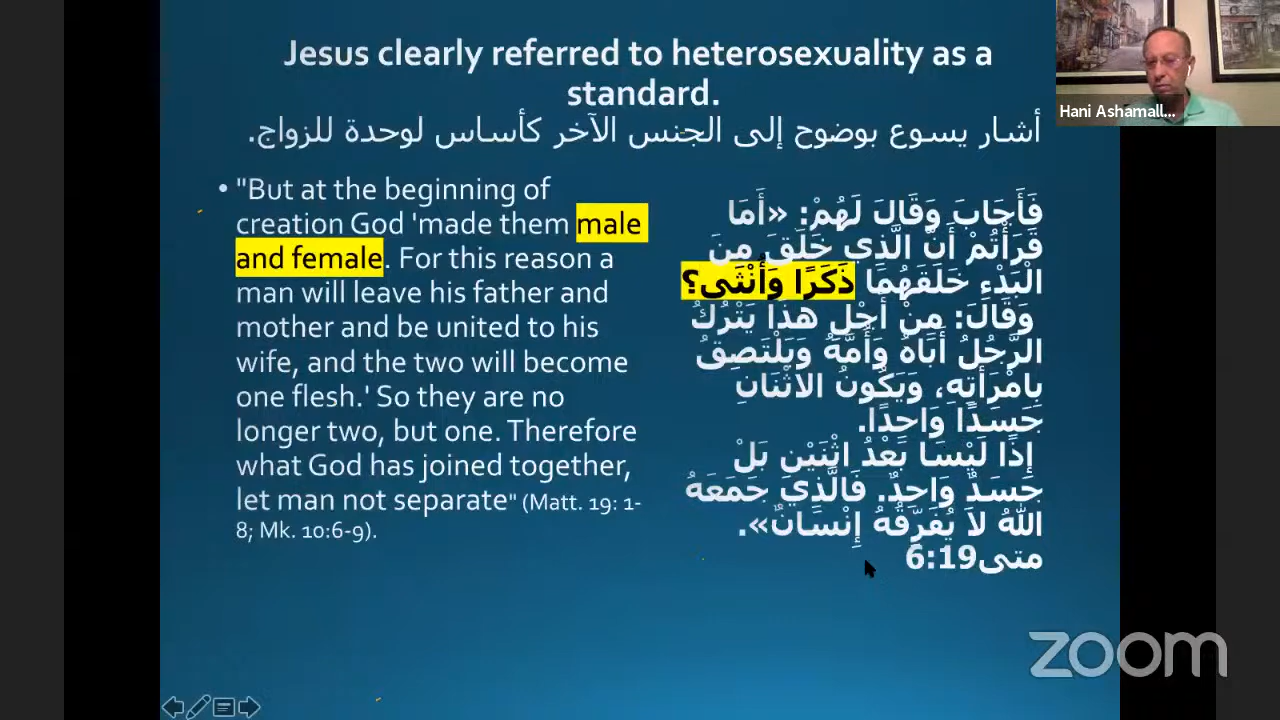 Jesus clearly referred to heterosexuality as a
standard.
أشار يسوع بوضوح إلى الجنس الآخر كأساس لوحدة للزواج.
• "But at the beginning of
creation God 'made them male
and female. For this reason a
man will leave his father and
mother and be united to his
wife, and the two will become
one flesh.' So they are no
longer two, but one. Therefore
what God has joined together,
let man not separate" (Matt. 19: 1-
8; Mk. 10:6-9).
فَأَجَابَ وَقَالَ لَهُمْ: «أَمَا
قَرَأْتُمْ أَنَّ الَّذِي خَلَقَ مِنَ
الْبَدْءِ خَلَقَهُمَا ذَكَرًا وَأُنْثَى؟
وَقَالَ: مِنْ أَجْلِ هذَا يَتْرُكُ
الرَّجُلُ أَبَاهُ وَأُمَّهُ وَيَلْتَصِقُ
بِامْرَأَتِهِ، وَيَكُونُ الاثْنَانِ
جَسَدًا وَاحِدًا.
إِذًا لَيْسَا بَعْدُ اثْنَيْنِ بَلْ
جَسَدٌ وَاحِدٌ. فَالَّذِي جَمَعَهُ
اللهُ لاَ يُفَرِّقُهُ إِنْسَانٌ».
متى6:19
Hani Ashamall...
zoom